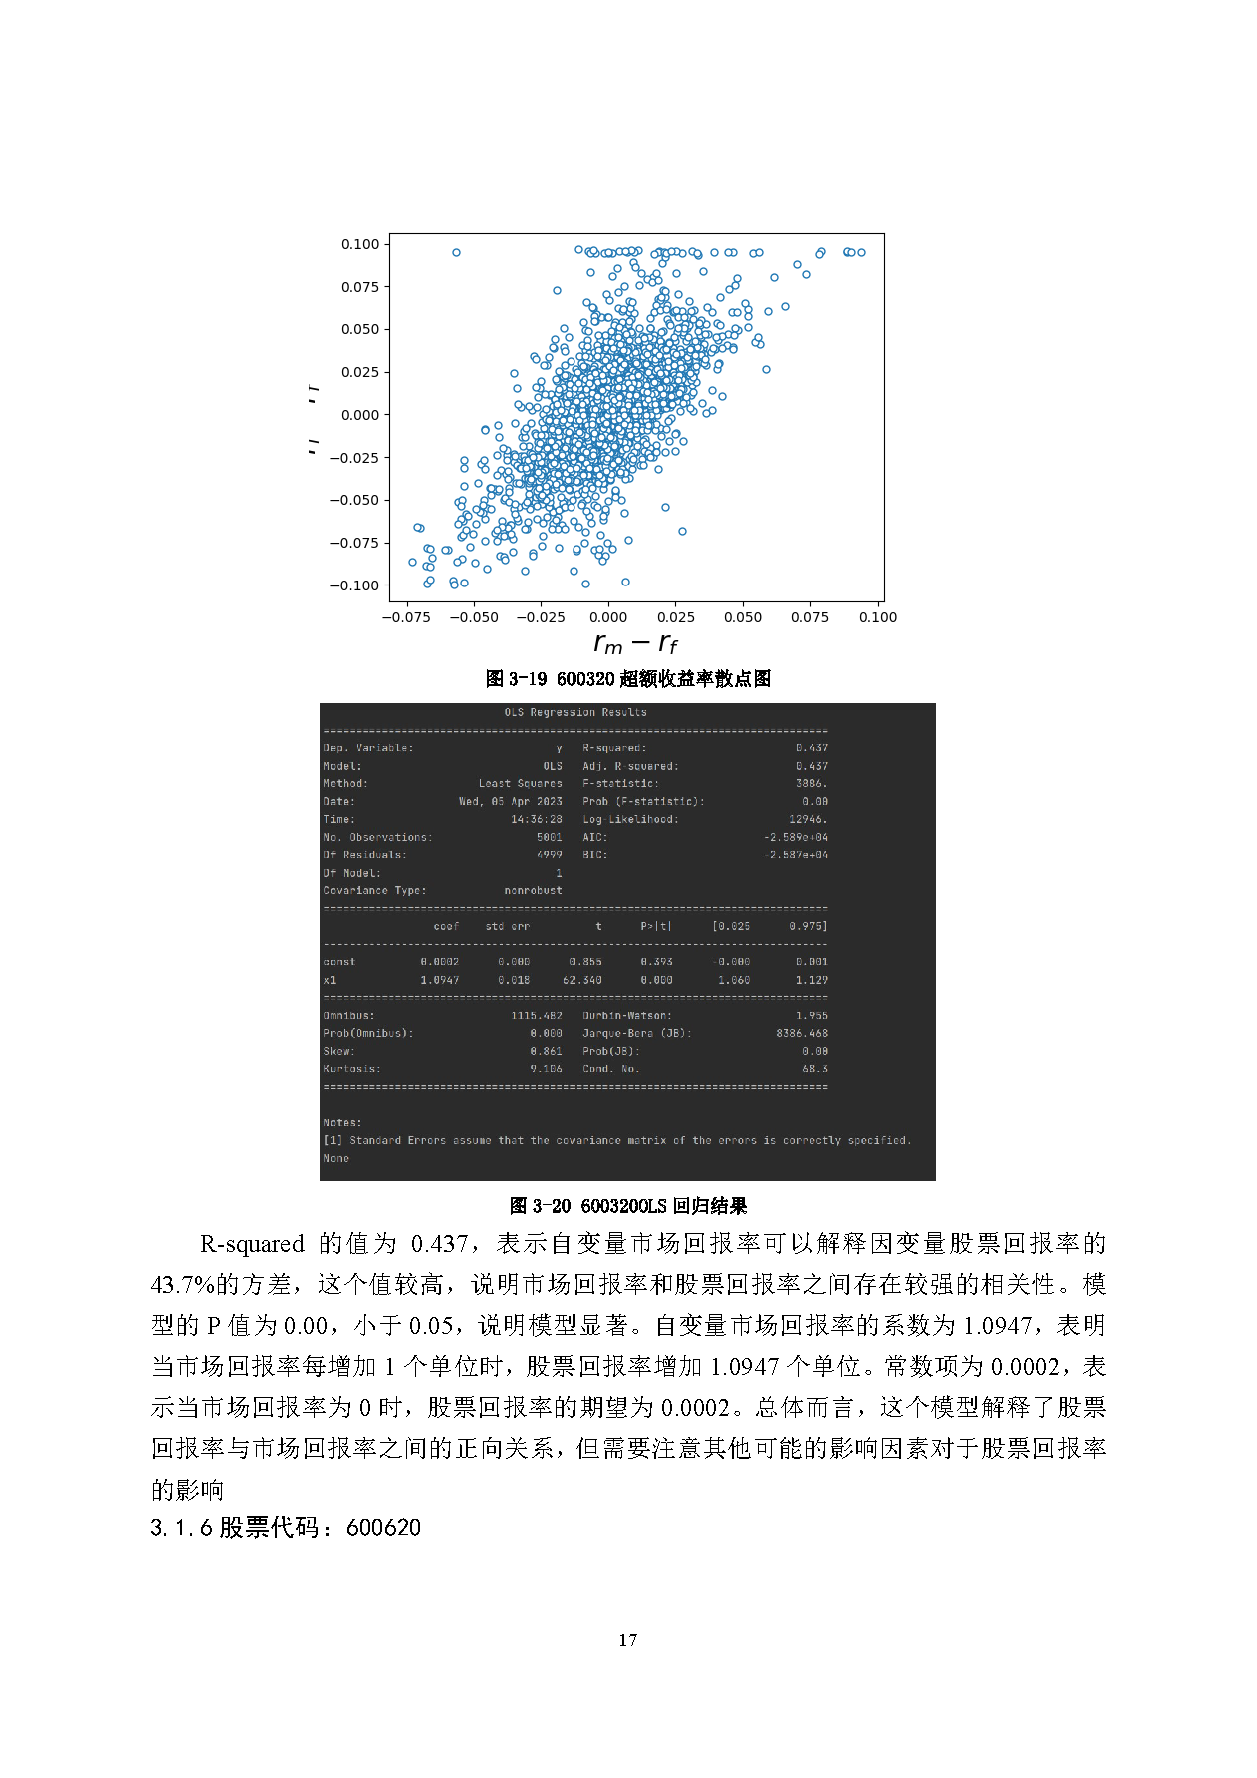 0.100
0.075
0.050
0.025
0.000
−0.025
−0.050
−0.075
−0.100
−0.075 −0.050 −0.025 0.000 0.025 0.050 0.075 0.100
rm − rf
图 3-19 600320 超额收益率散点图
OLS Regression Results
Dep. Variable: y R-squared: 0.437
Model: OLS Adj. R-squared: 0.437
Method: Least Squares F-statistic: 3886.
Date: Wed, 05 Apr 2023 Prob (F-statistic): 0.00
Time: 14:36:28 Log-Likelihood: 12946.
No. Observations: 5001 AIC: -2.589e+04
Df Residuals: 4999 BIC: -2.587e+04
Df Model: 1
Covariance Type: nonrobust
coef std err t P>|t| [0.025 0.975]
const 0.0002 0.000 0.855 0.393 -0.000 0.001
x1 1.0947 0.018 62.340 0.000 1.060 1.129
Omnibus: 1115.482 Durbin-Watson: 1.955
Prob(Omnibus): 0.000 Jarque-Bera (JB): 8386.468
Skew: 0.861 Prob(JB): 0.00
Kurtosis: 9.106 Cond. No. 68.3
Notes:
[1] Standard Errors assume that the covariance matrix of the errors is correctly specified.
None
图 3-20 600320OLS 回归结果
R-squared 的值为 0.437，表示自变量市场回报率可以解释因变量股票回报率的
43.7%的方差，这个值较高，说明市场回报率和股票回报率之间存在较强的相关性。模
型的 P 值为 0.00，小于 0.05，说明模型显著。自变量市场回报率的系数为 1.0947，表明
当市场回报率每增加 1 个单位时，股票回报率增加 1.0947 个单位。常数项为 0.0002，表
示当市场回报率为 0 时，股票回报率的期望为 0.0002。总体而言，这个模型解释了股票
回报率与市场回报率之间的正向关系，但需要注意其他可能的影响因素对于股票回报率
的影响
3.1.6 股票代码：600620
17